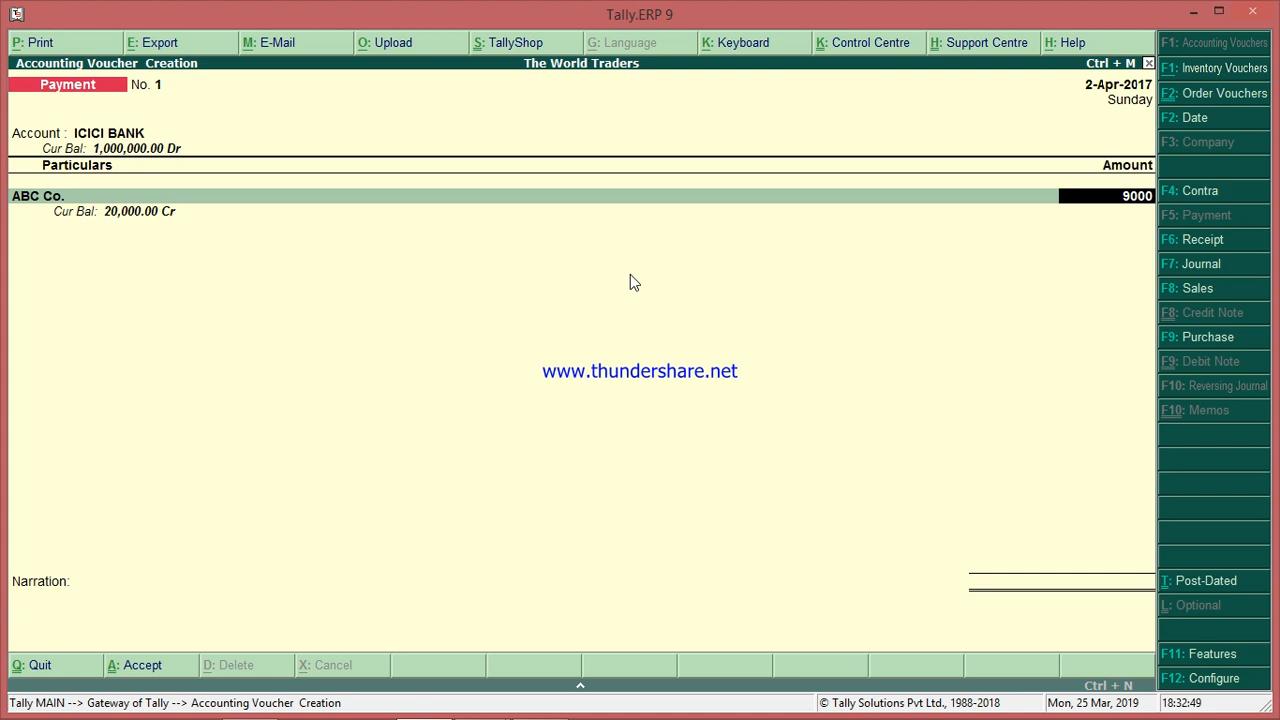 Tally.ERP 9
P: Print E: Export M: E-Mail O: Upload S: TallyShop G: Language K: Keyboard K: Control Centre H: Support Centre H: Help
F1: Accounting Vouchers
Accounting Voucher Creation The World Traders Ctrl + M
F1: Inventory Vouchers
Payment No. 1 2-Apr-2017
F2: Order Vouchers
Sunday
F2: Date
Account : ICICI BANK
F3: Company
Cur Bal: 1,000,000.00 Dr
Particulars Amount
F4: Contra
ABC Co. 9000
Cur Bal: 20,000.00 Cr
F5: Payment
F6: Receipt
F7: Journal
F8: Sales
F8: Credit Note
F9: Purchase
F9: Debit Note
www.thundershare.net
F10: Reversing Journal
F10: Memos
Narration:
T: Post-Dated
L: Optional
F11: Features
Q: Quit A: Accept D: Delete X: Cancel
F12: Configure
Ctrl + N
Tally MAIN --> Gateway of Tally --> Accounting Voucher Creation © Tally Solutions Pvt Ltd., 1988-2018 Mon, 25 Mar, 2019 18:32:49